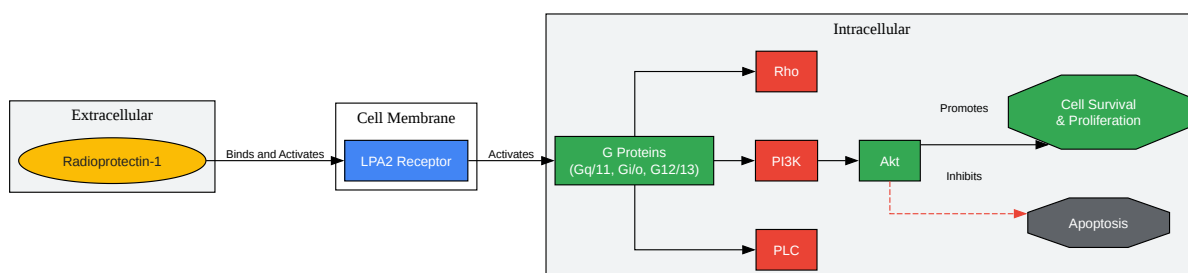 Intracellular
Rho
Extracellular
Cell Membrane
Promotes
Cell Survival
& Proliferation
Radioprotectin-1
Binds and Activates
LPA2 Receptor
Activates
G Proteins
(Gq/11, Gi/o, G12/13)
PI3K
Akt
Inhibits
Apoptosis
PLC